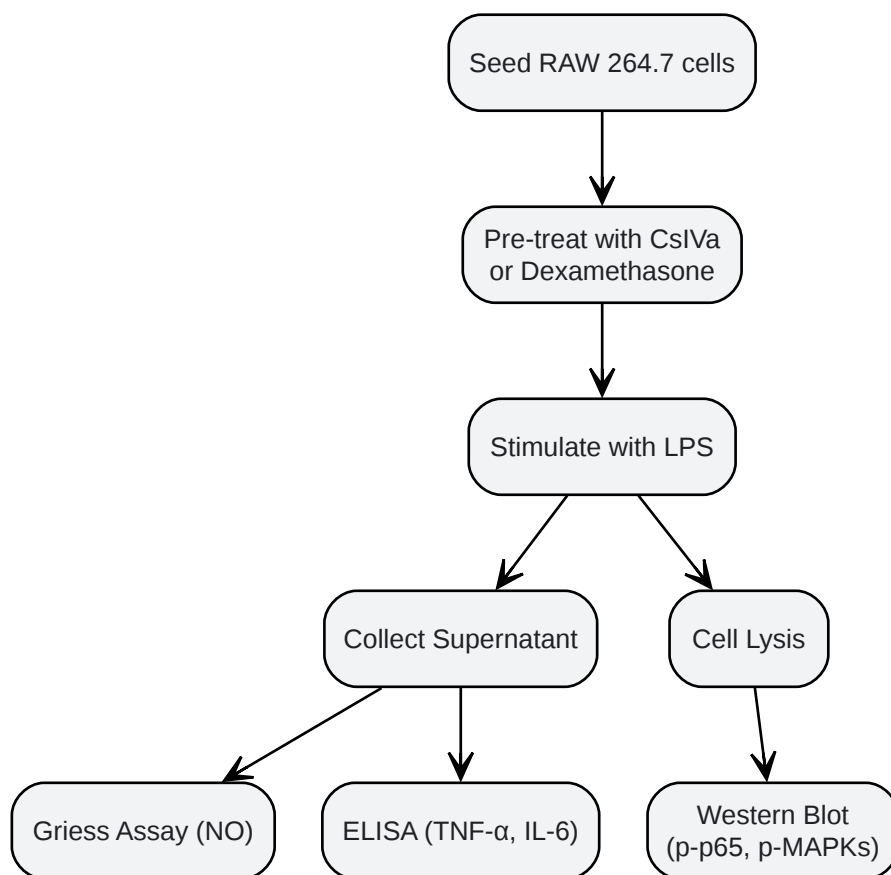 Seed RAW 264.7 cells
Pre-treat with CsIVa
or Dexamethasone
Stimulate with LPS
Collect Supernatant
Cell Lysis
Griess Assay (NO)
ELISA (TNF-α, IL-6)
Western Blot
(p-p65, p-MAPKs)